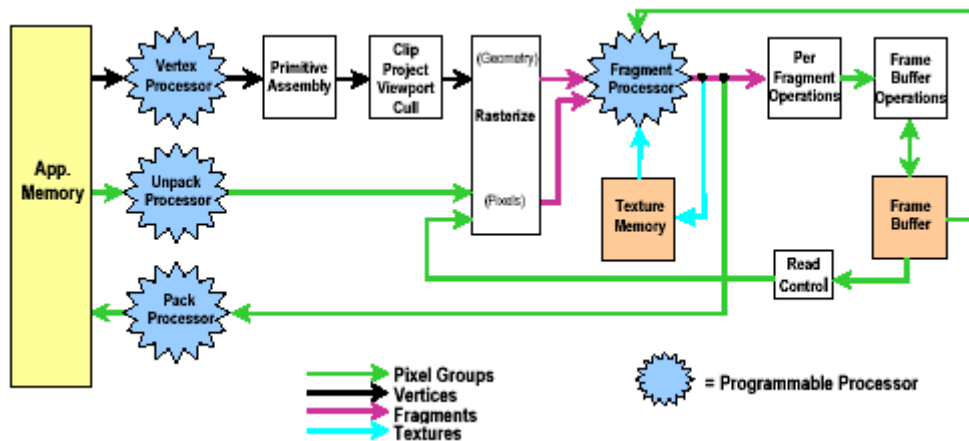 App.
Memory
Vertex
Processor
Primitive
Assembly
Clip
Project
Viewport
Cull
(Geometry)
Rasterize
(Pixels)
Fragment
Processor
Per
Fragment
Operations
Frame
Buffer
Operations
Unpack
Processor
Texture
Memory
Frame
Buffer
Read
Control
Pack
Processor
Pixel Groups
Vertices
Fragments
Textures
= Programmable Processor